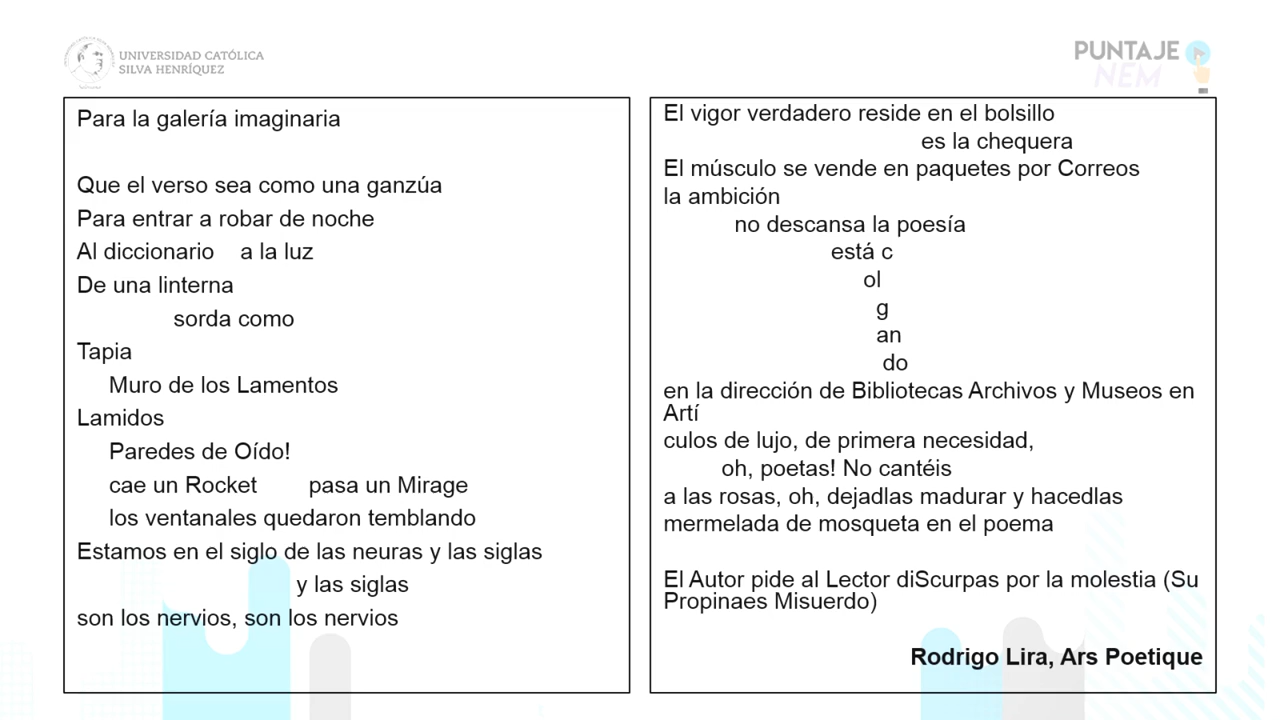 UNIVERSIDAD CATÓLICA
SILVA HENRÍQUEZ
PUNTAJE
NEM
Para la galería imaginaria
Que el verso sea como una ganzúa
Para entrar a robar de noche
Al diccionario a la luz
De una linterna
sorda como
Tapia
Muro de los Lamentos
Lamidos
Paredes de Oído!
cae un Rocket pasa un Mirage
los ventanales quedaron temblando
Estamos en el siglo de las neuras y las siglas
y las siglas
son los nervios, son los nervios
El vigor verdadero reside en el bolsillo
es la chequera
El músculo se vende en paquetes por Correos
la ambición
no descansa la poesía
está c
ol
g
an
do
en la dirección de Bibliotecas Archivos y Museos en
Artí
culos de lujo, de primera necesidad,
oh, poetas! No cantéis
a las rosas, oh, dejadlas madurar y hacedlas
mermelada de mosqueta en el poema
El Autor pide al Lector diScurpas por la molestia (Su
Propinaes Misuerdo)
Rodrigo Lira, Ars Poetique